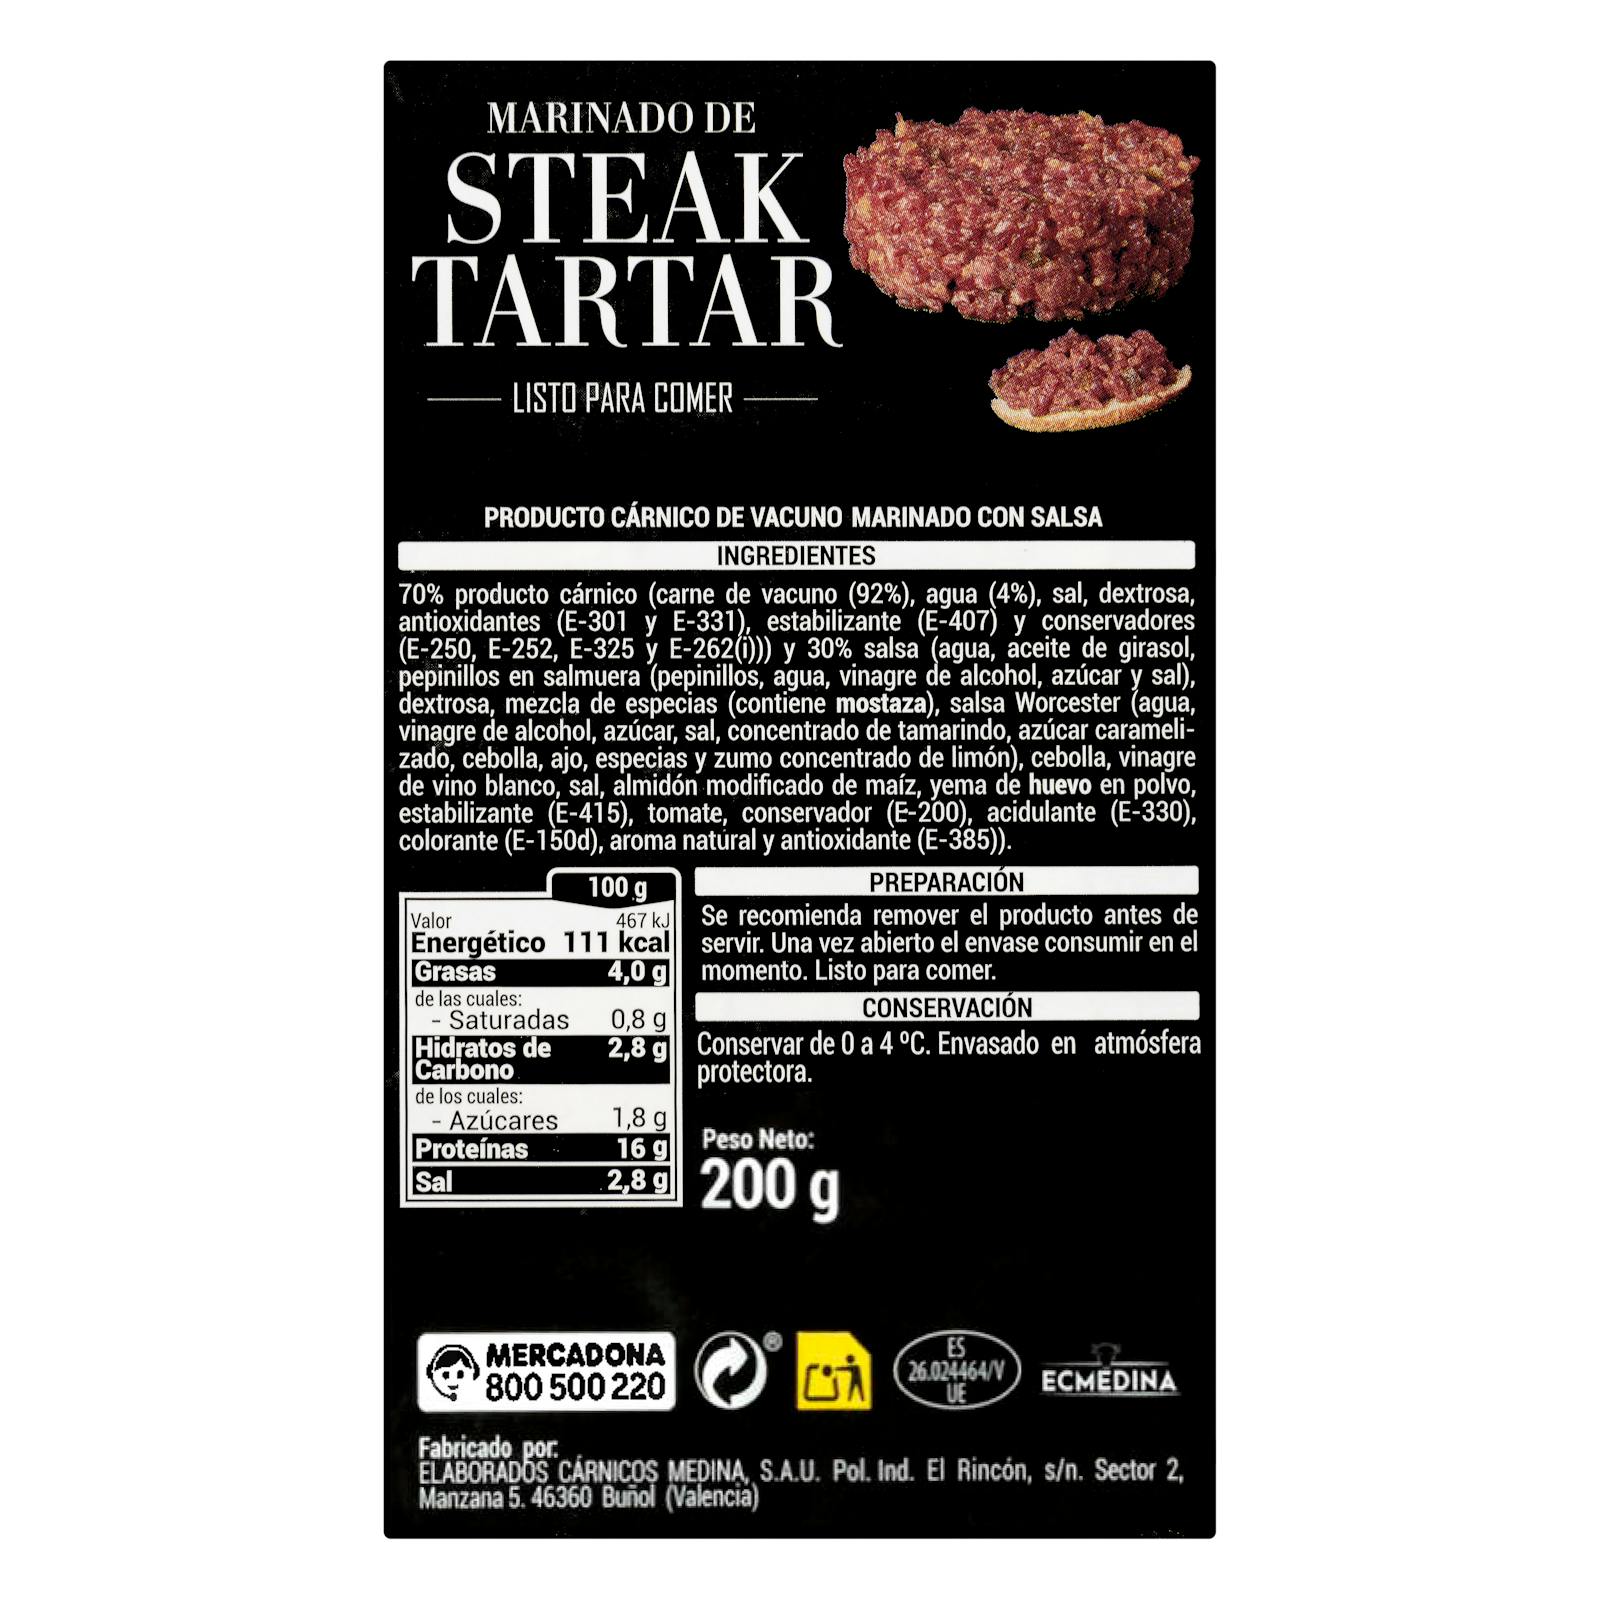 MARINADO DE
STEAK
TARTAR
LISTO PARA COMER
PRODUCTO CÁRNICO DE VACUNO MARINADO CON SALSA
INGREDIENTES
70% producto cárnico (carne de vacuno (92%), agua (4%), sal, dextrosa,
antioxidantes (E-301 y E-331), estabilizante (E-407) y conservadores
(E-250, E-252, E-325 y E-262(i))) y 30% salsa (agua, aceite de girasol,
pepinillos en salmuera (pepinillos, agua, vinagre de alcohol, azúcar y sal),
dextrosa, mezcla de especias (contiene mostaza), salsa Worcester (agua,
vinagre de alcohol, azúcar, sal, concentrado de tamarindo, azúcar carameli-
zado, cebolla, ajo, especias y zumo concentrado de limón), cebolla, vinagre
de vino blanco, sal, almidón modificado de maíz, yema de huevo en polvo,
estabilizante (E-415), tomate, conservador (E-200), acidulante (E-330),
colorante (E-150d), aroma natural y antioxidante (E-385)).
100 g
Valor 467 kJ
Energético 111 kcal
Grasas 4,0 g
de las cuales:
- Saturadas 0,8 g
Hidratos de 2,8 g
Carbono
de los cuales:
- Azúcares 1,8 g
Proteínas 16 g
Sal 2,8 g
PREPARACIÓN
Se recomienda remover el producto antes de
servir. Una vez abierto el envase consumir en el
momento. Listo para comer.
CONSERVACIÓN
Conservar de 0 a 4 ºC. Envasado en atmósfera
protectora.
Peso Neto:
200 g
MERCADONA
800 500 220
®
ES
26.024464/V
UE
ECMEDINA
Fabricado por:
ELABORADOS CÁRNICOS MEDINA, S.A.U. Pol. Ind. El Rincón, s/n. Sector 2,
Manzana 5. 46360 Buñol (Valencia)